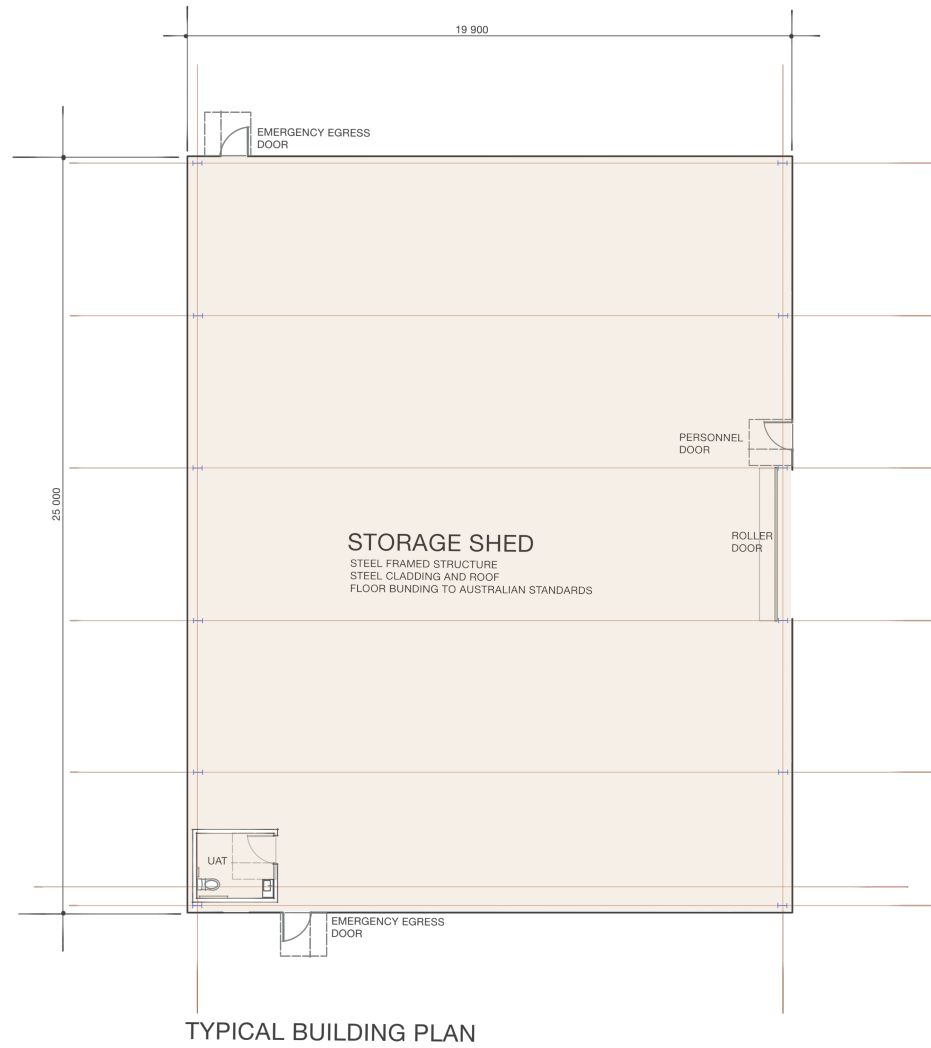 19 900
EMERGENCY EGRESS
DOOR
PERSONNEL
DOOR
25 000
ROLLER
DOOR
STORAGE SHED
STEEL FRAMED STRUCTURE
STEEL CLADDING AND ROOF
FLOOR BUNDING TO AUSTRALIAN STANDARDS
UAT
EMERGENCY EGRESS
DOOR
TYPICAL BUILDING PLAN